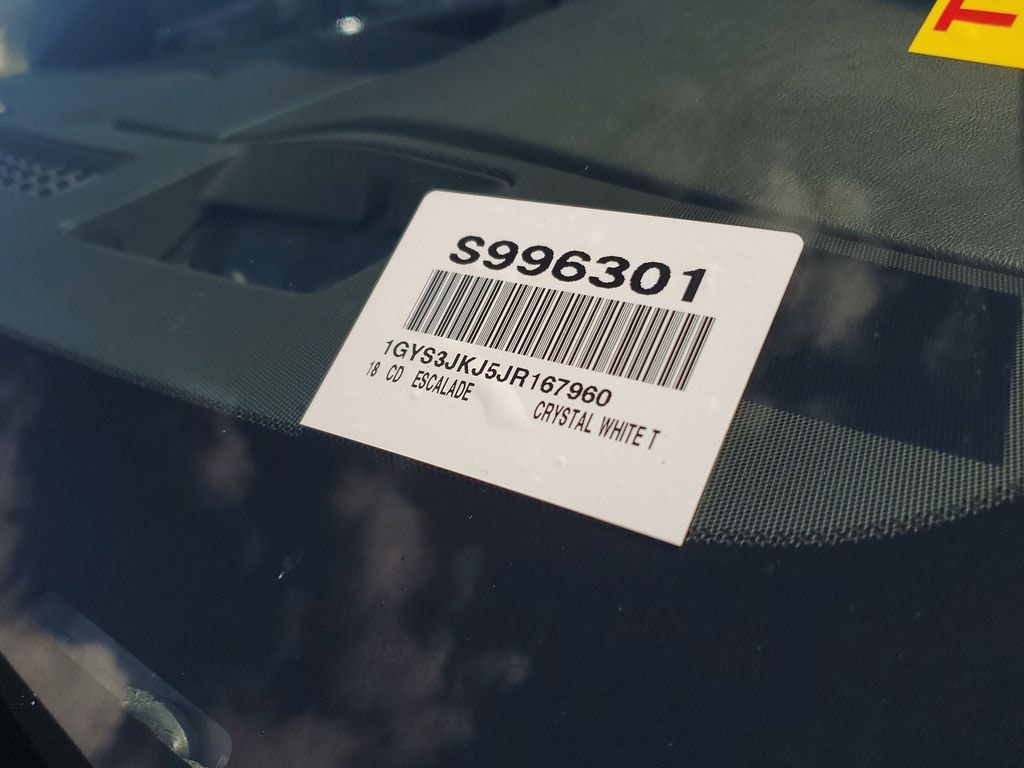 T
S996301
1GYS3JKJ5JR167960
18 CD ESCALADE CRYSTAL WHITE T